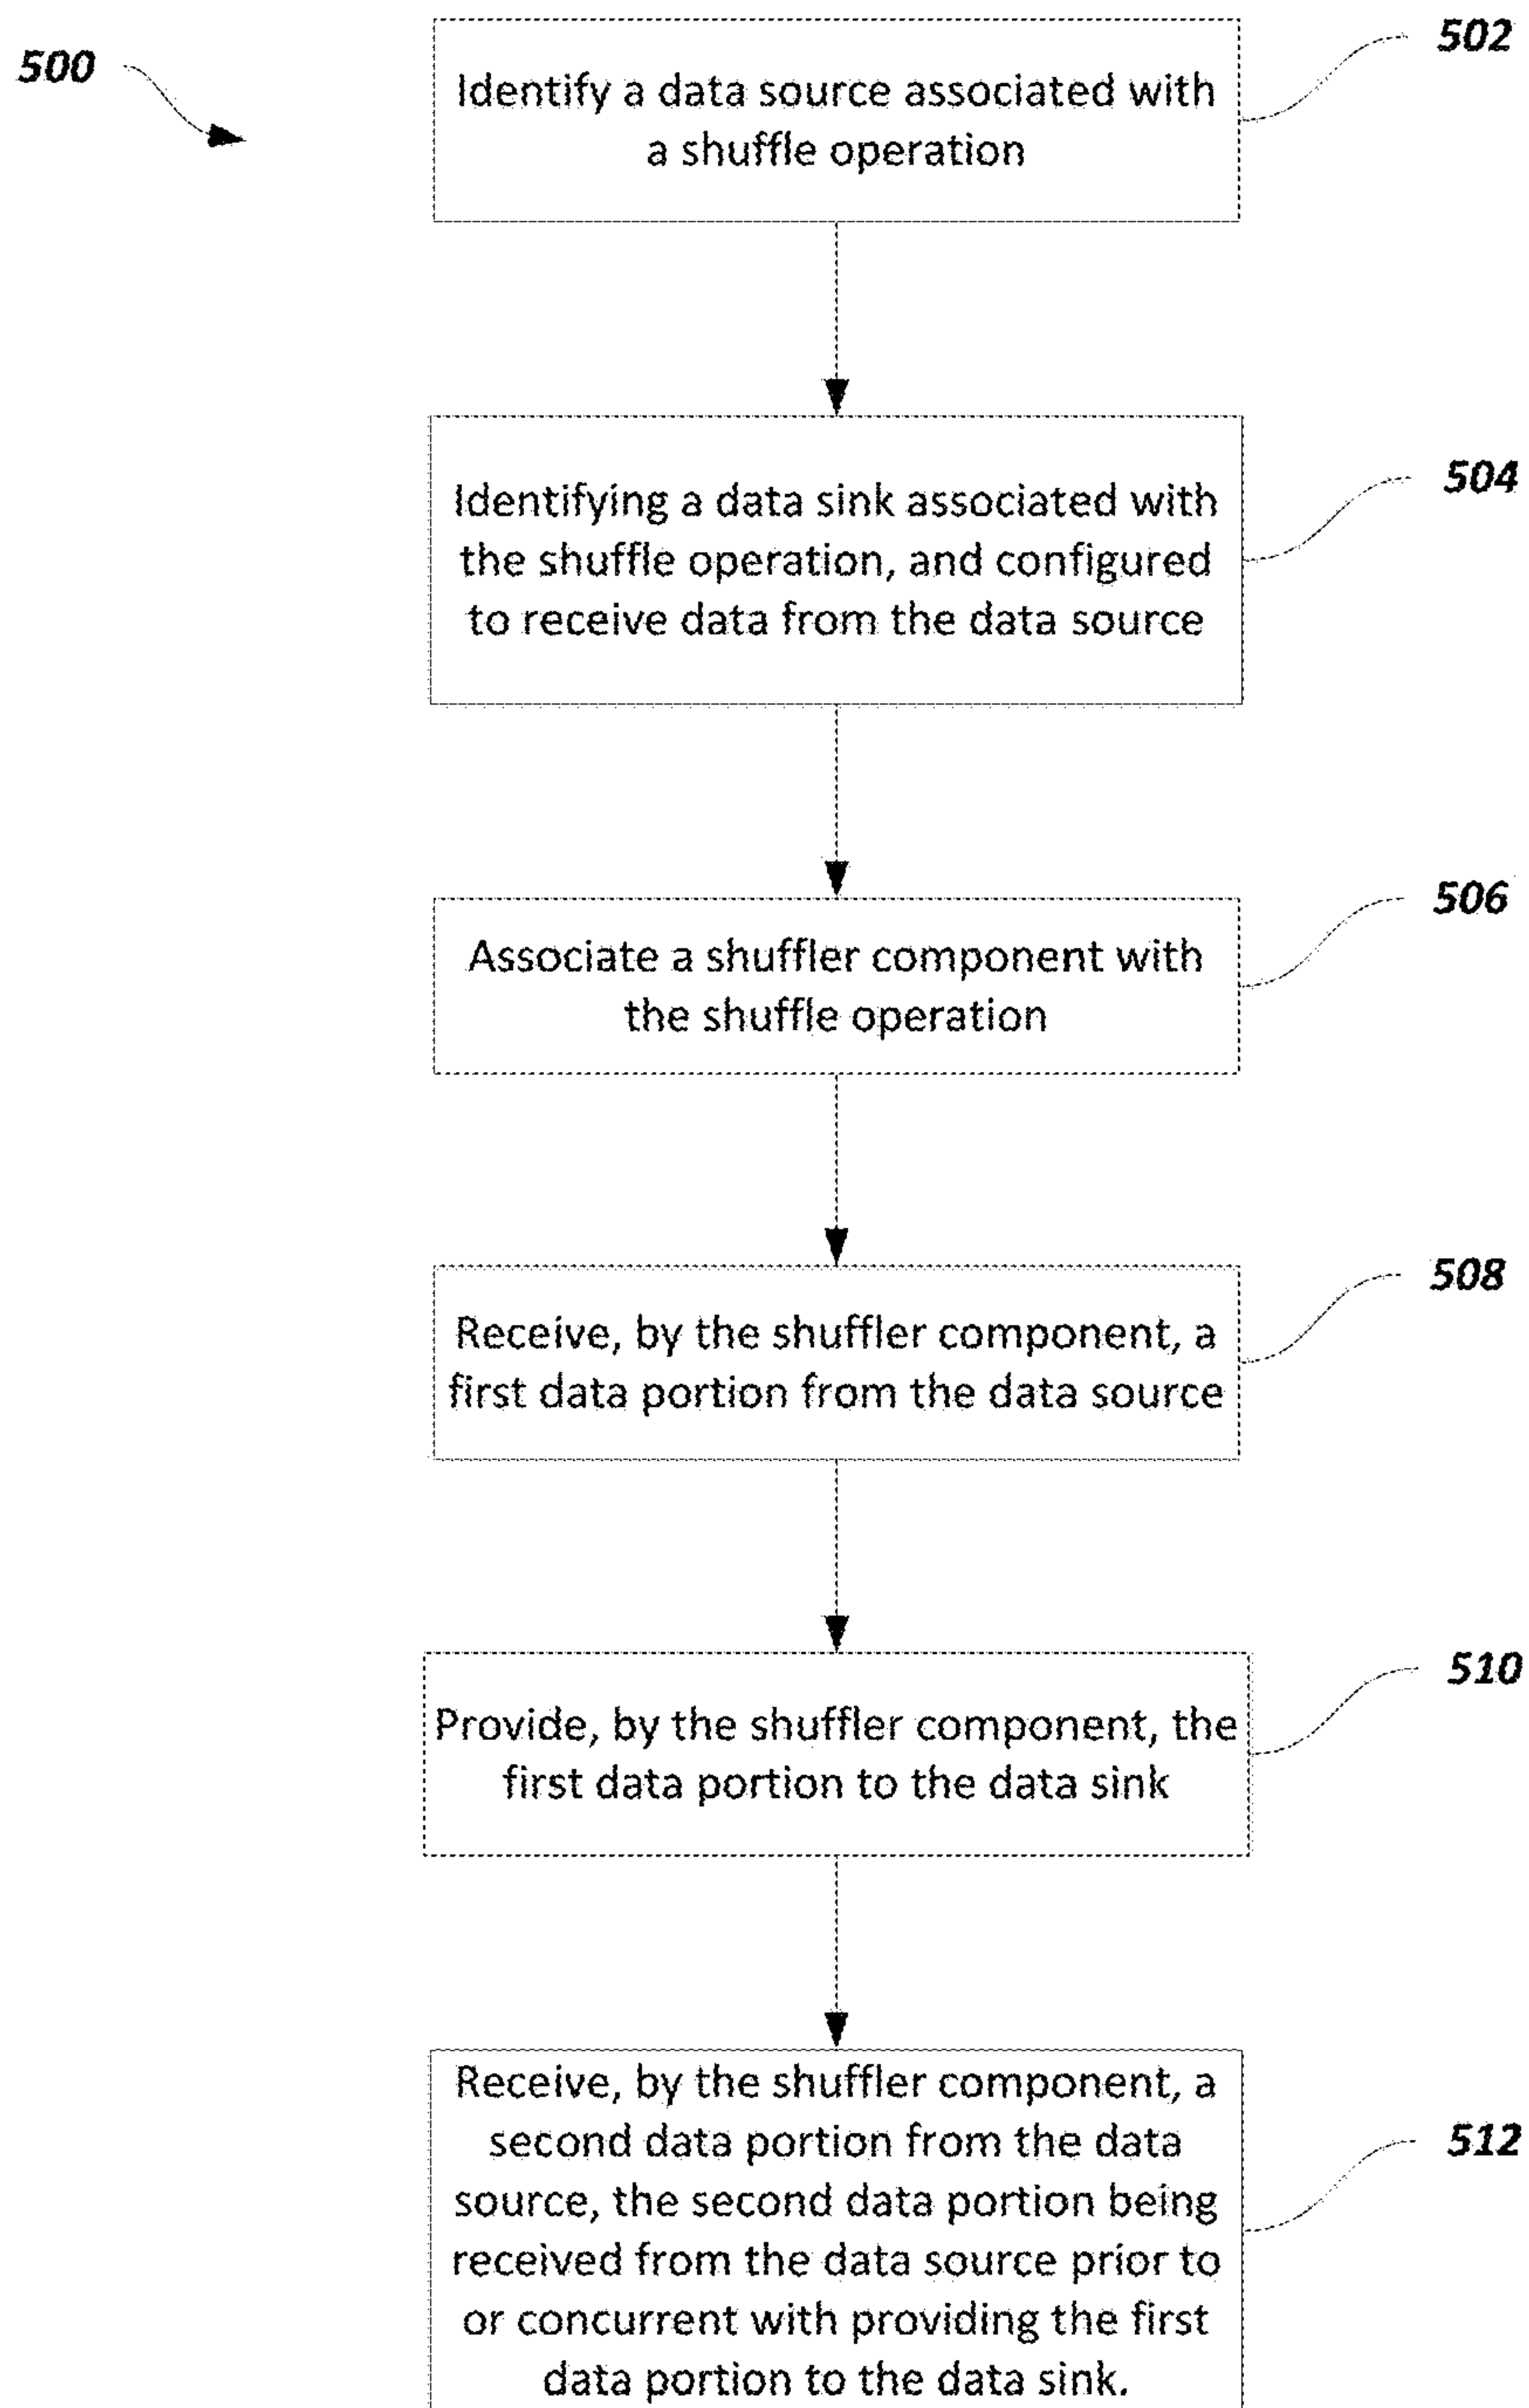 500
502
Identify a data source associated with
a shuffle operation
504
Identifying a data sink associated with
the shuffle operation, and configured
to receive data from the data source
506
Associate a shuffler component with
the shuffle operation
508
Receive, by the shuffler component, a
first data portion from the data source
510
Provide, by the shuffler component, the
first data portion to the data sink
512
Receive, by the shuffler component, a
second data portion from the data
source, the second data portion being
received from the data source prior to
or concurrent with providing the first
data portion to the data sink.